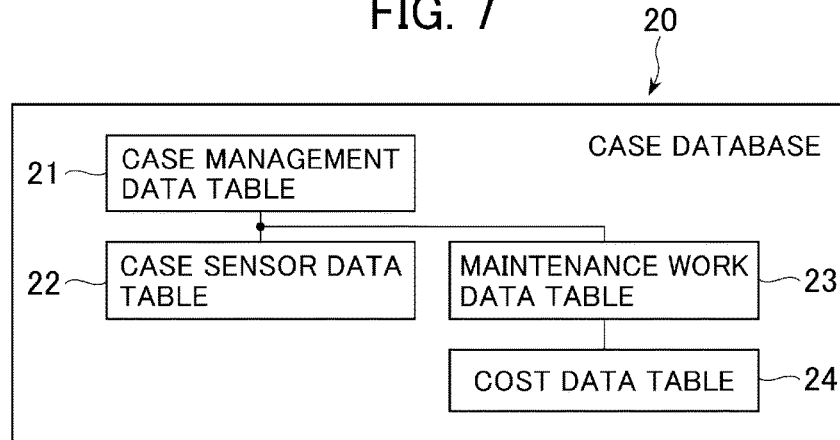 FIG. 7
20
CASE DATABASE
21
CASE MANAGEMENT
DATA TABLE
22
CASE SENSOR DATA
TABLE
MAINTENANCE WORK
DATA TABLE
23
COST DATA TABLE
24